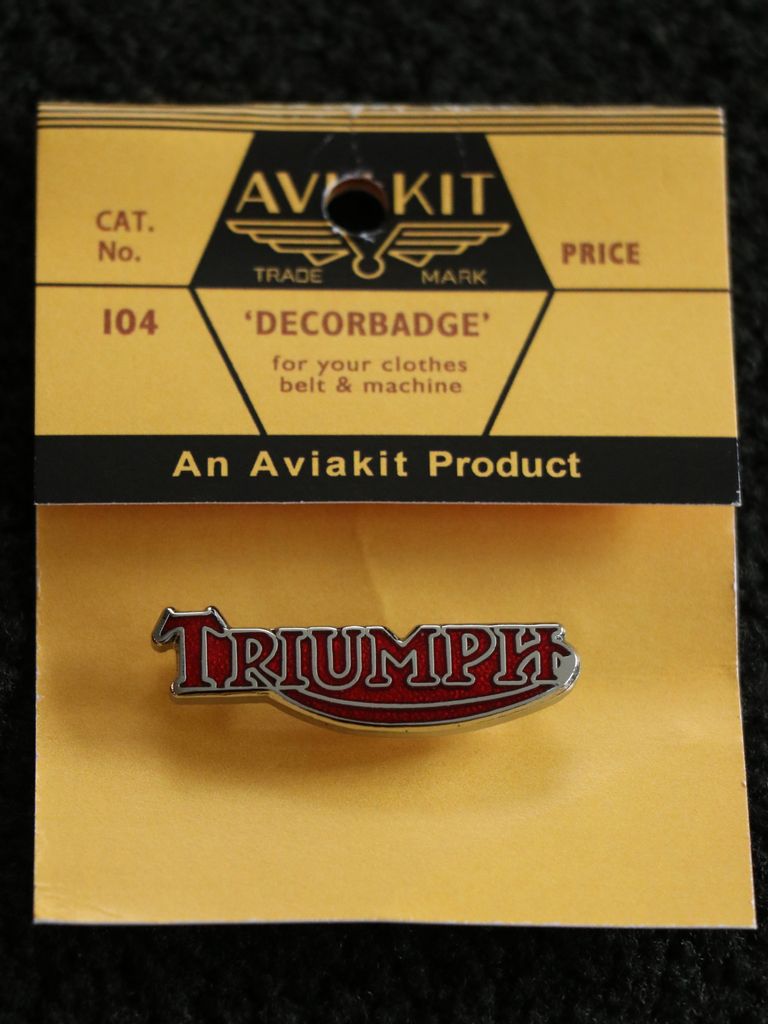 AVIAKIT
TRADE MARK
CAT.
No.
PRICE
104
'DECORBADGE'
for your clothes
belt & machine
An Aviakit Product
TRIUMPH